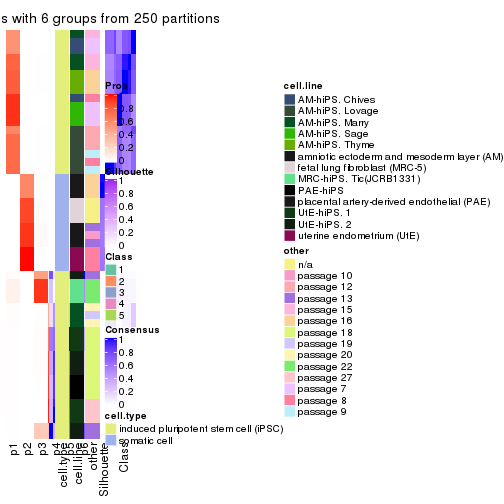 s with 6 groups from 250 partitions
Prob
0.8
0.6
0.4
0.2
0
Silhouette
1
0.8
0.6
0.4
0.2
0
Class
1
2
3
4
5
Consensus
1
0.8
0.6
0.4
0.2
0
cell.type
induced pluripotent stem cell (iPSC)
somatic cell
cell.line
AM-hiPS. Chives
AM-hiPS. Lovage
AM-hiPS. Marry
AM-hiPS. Sage
AM-hiPS. Thyme
amniotic ectoderm and mesoderm layer (AM)
fetal lung fibroblast (MRC-5)
MRC-hiPS. Tic(JCRB1331)
PAE-hiPS
placental artery-derived endothelial (PAE)
UtE-hiPS. 1
UtE-hiPS. 2
uterine endometrium (UtE)
other
n/a
passage 10
passage 12
passage 13
passage 15
passage 16
passage 18
passage 19
passage 20
passage 22
passage 27
passage 7
passage 8
passage 9
p1
p2
p3
p4
cell.type
cell.line
other
Silhouette
Class